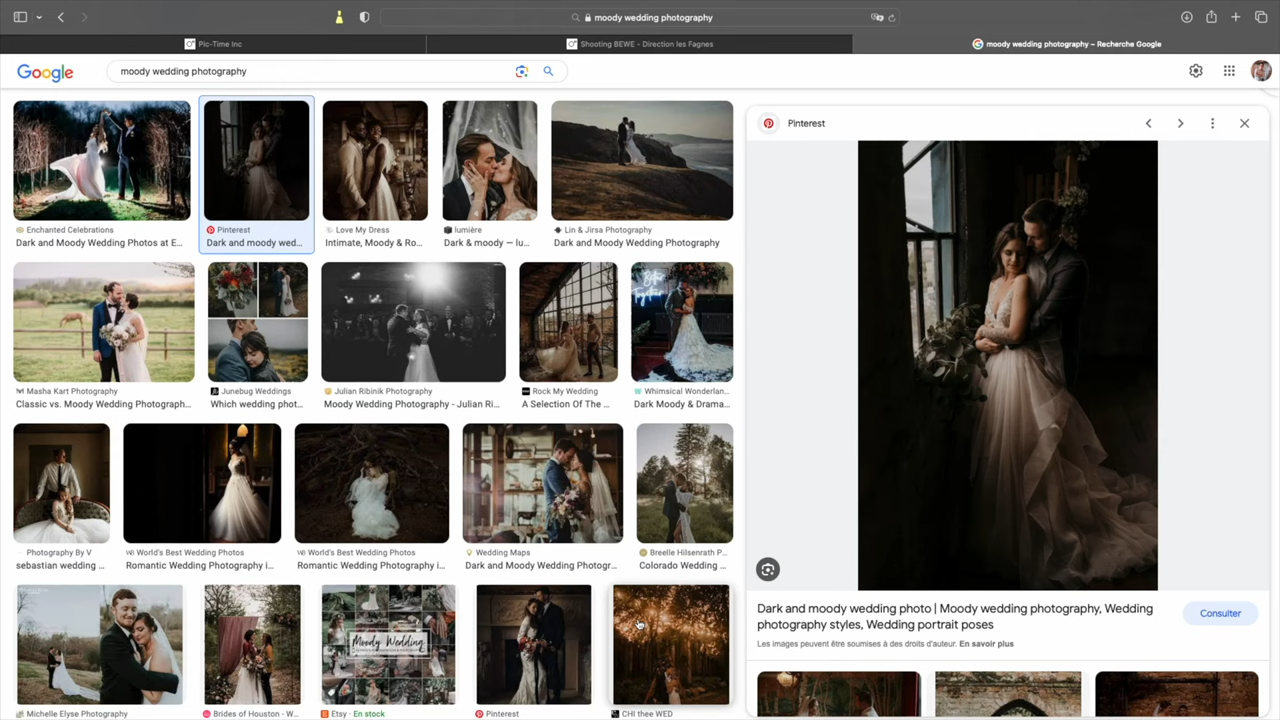 moody wedding photography
Pic-Time Inc
Shooting BEWE - Direction les Fagnes
moody wedding photography – Recherche Google
Google
moody wedding photography
Pinterest
Enchanted Celebrations
Dark and Moody Wedding Photos at E...
Pinterest
Dark and moody wed...
Love My Dress
Intimate, Moody & Ro...
lumière
Dark & moody — lu...
Lin & Jirsa Photography
Dark and Moody Wedding Photography
Masha Kart Photography
Classic vs. Moody Wedding Photograph...
Junebug Weddings
Which wedding phot...
Julian Ribinik Photography
Moody Wedding Photography - Julian Ri...
Rock My Wedding
A Selection Of The ...
Whimsical Wonderlan...
Dark Moody & Drama...
Photography By V
sebastian wedding ...
World's Best Wedding Photos
Romantic Wedding Photography i...
World's Best Wedding Photos
Romantic Wedding Photography i...
Wedding Maps
Dark and Moody Wedding Photogr...
Breelle Hilsenrath P...
Colorado Wedding ...
Moody Wedding
Michelle Elyse Photography
Brides of Houston - W...
Etsy · En stock
Pinterest
CHI thee WED
Dark and moody wedding photo | Moody wedding photography, Wedding
photography styles, Wedding portrait poses
Consulter
Les images peuvent être soumises à des droits d'auteur. En savoir plus